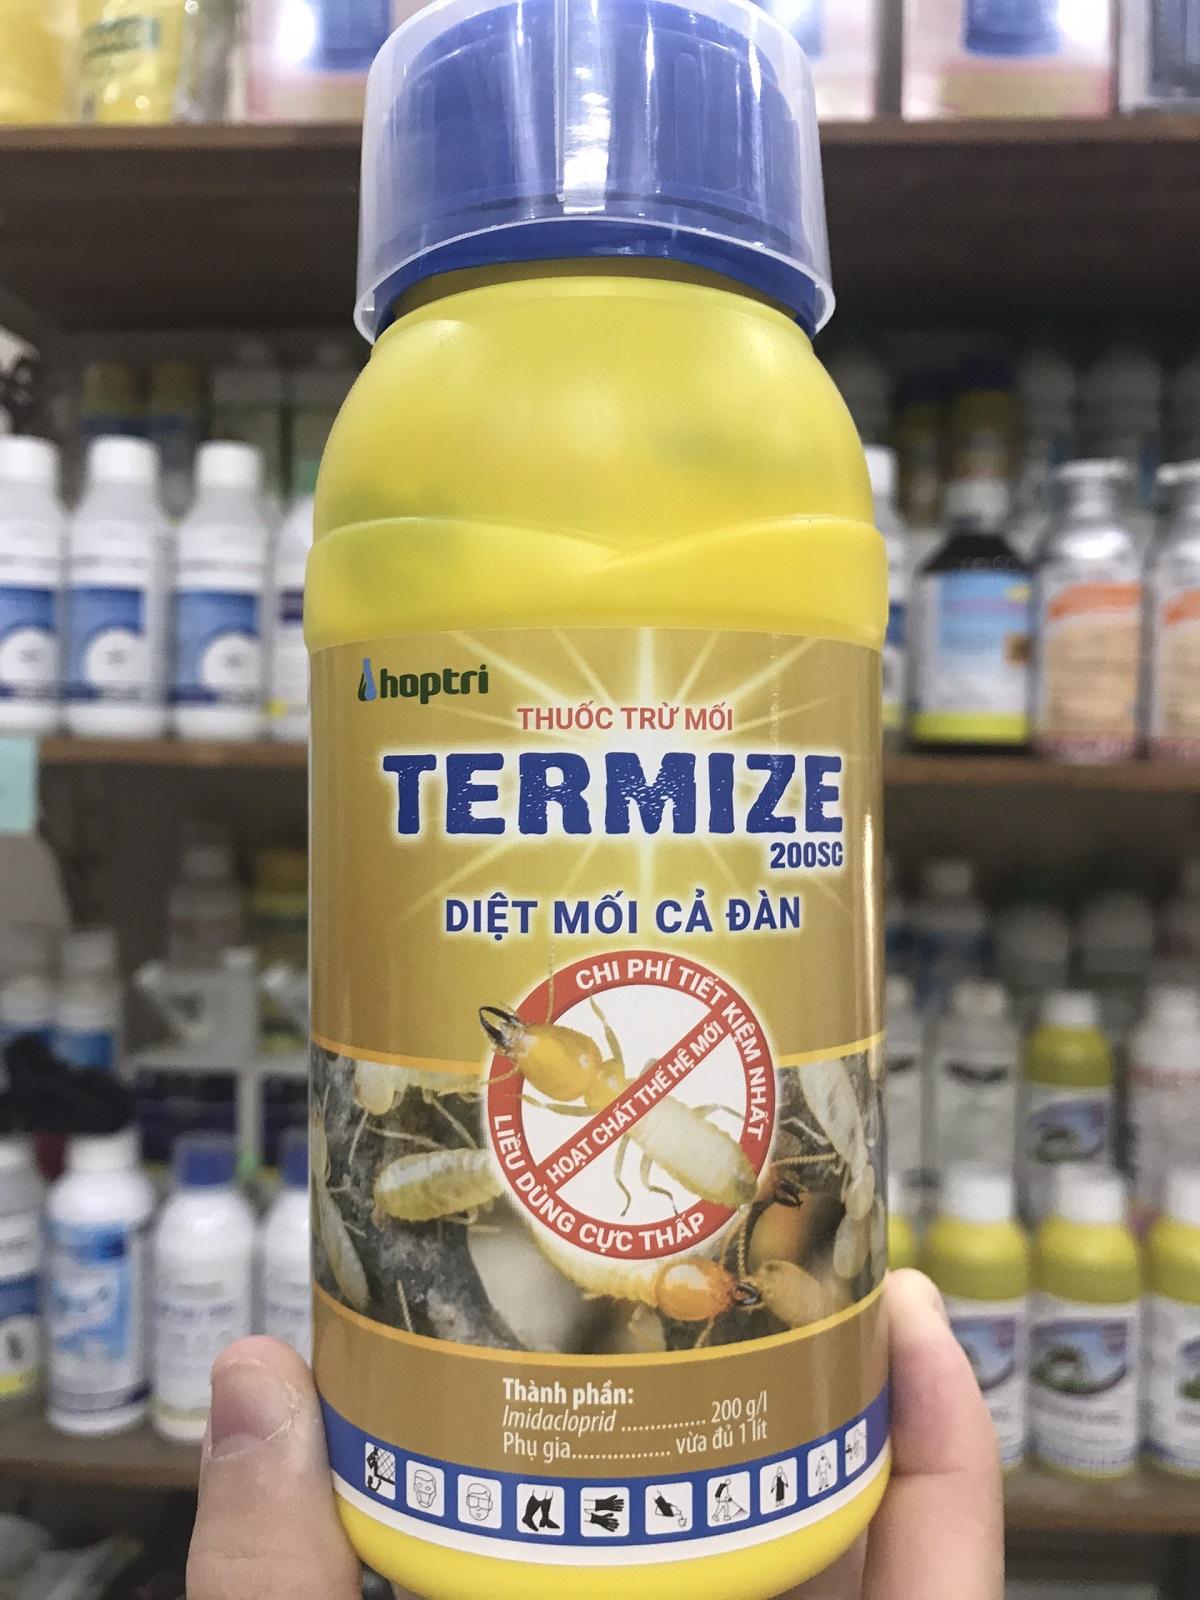 hoptri
THUỐC TRỪ MỐI
TERMIZE
200SC
DIỆT MỐI CẢ ĐÀN
CHI PHÍ TIẾT KIỆM NHẤT
HOẠT CHẤT THẾ HỆ MỚI
LIỀU DÙNG CỰC THẤP
Thành phần:
Imidacloprid ............... 200 g/l
Phụ gia.................. vừa đủ 1 lít